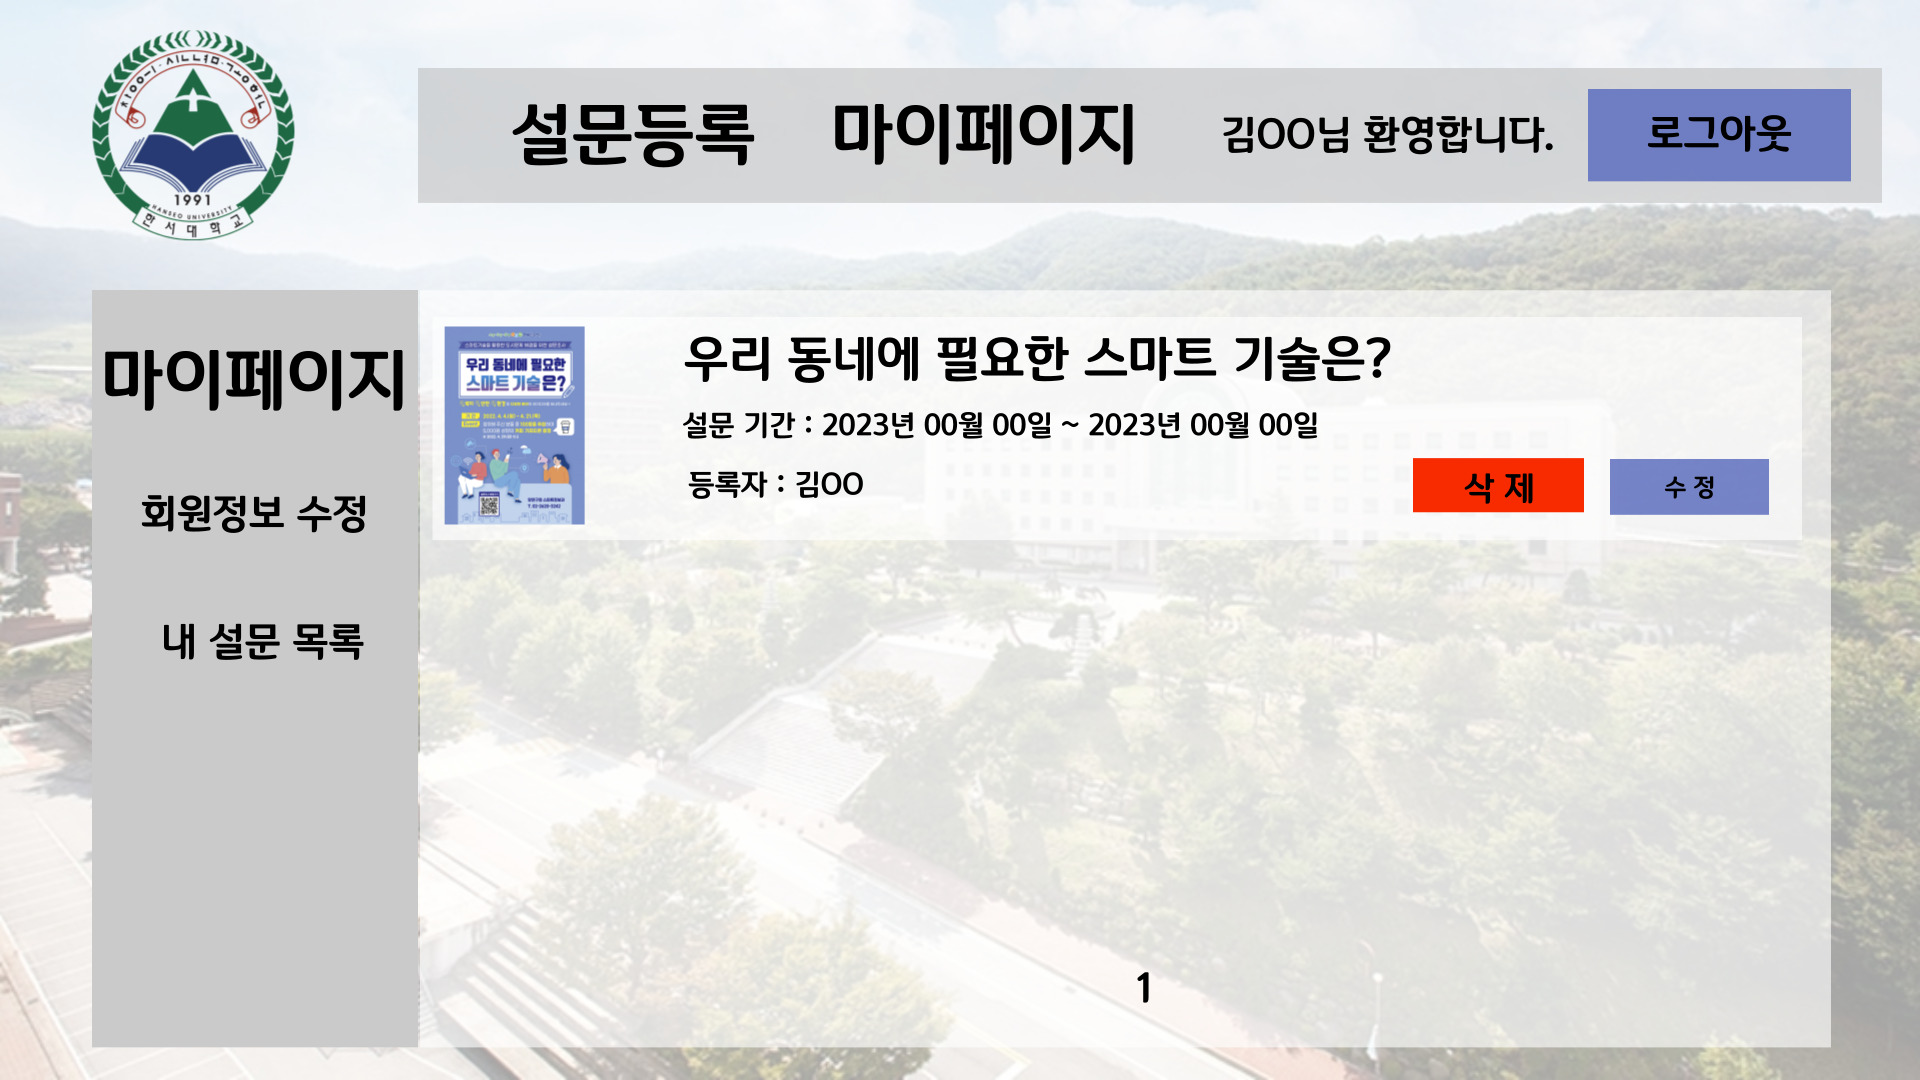 1991
HANSEO UNIVERSITY
한서대학교
설문등록
마이페이지
김OO님 환영합니다.
로그아웃
마이페이지
회원정보 수정
내 설문 목록
우리 동네에 필요한
스마트 기술은?
우리 동네에 필요한 스마트 기술은?
설문 기간 : 2023년 00월 00일 ~ 2023년 00월 00일
등록자 : 김OO
삭 제
수 정
1